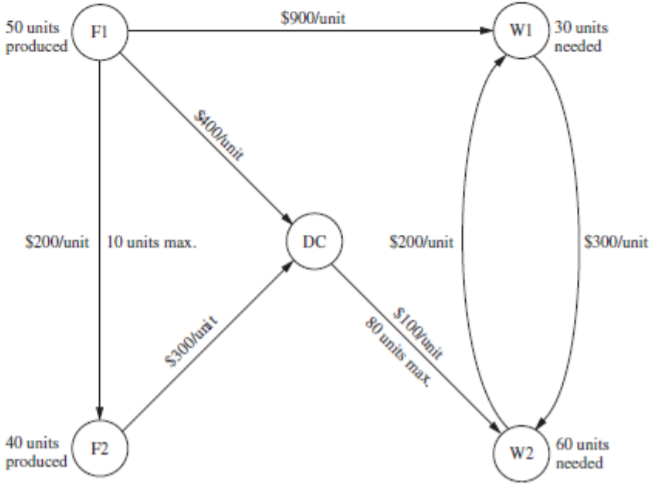 $900/unit
50 units
produced
F1
W1
30 units
needed
$400/unit
$200/unit
10 units max.
DC
$200/unit
$300/unit
$300/unit
$100/unit
80 units max.
40 units
produced
F2
W2
60 units
needed